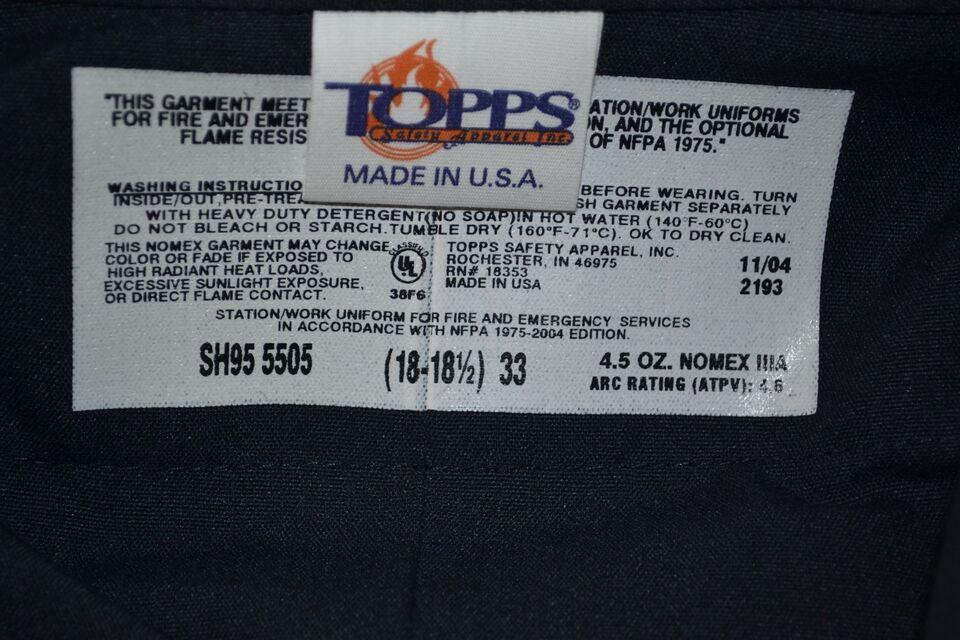 TOPPS®
Safety Apparel Inc.
MADE IN U.S.A.
"THIS GARMENT MEET ATION/WORK UNIFORMS
FOR FIRE AND EMER N, AND THE OPTIONAL
FLAME RESIS OF NFPA 1975."
WASHING INSTRUCTIO BEFORE WEARING. TURN
INSIDE/OUT,PRE-TREA SH GARMENT SEPARATELY
WITH HEAVY DUTY DETERGENT(NO SOAP)IN HOT WATER (140°F-60°C)
DO NOT BLEACH OR STARCH.TUMBLE DRY (160°F-71°C). OK TO DRY CLEAN.
THIS NOMEX GARMENT MAY CHANGE
COLOR OR FADE IF EXPOSED TO
HIGH RADIANT HEAT LOADS,
EXCESSIVE SUNLIGHT EXPOSURE,
OR DIRECT FLAME CONTACT.
CLASSIFIED
UL
38F6
TOPPS SAFETY APPAREL, INC.
ROCHESTER, IN 46975
RN# 18353
MADE IN USA
11/04
2193
STATION/WORK UNIFORM FOR FIRE AND EMERGENCY SERVICES
IN ACCORDANCE WITH NFPA 1975-2004 EDITION.
SH95 5505 (18-18½) 33
4.5 OZ. NOMEX IIIA
ARC RATING (ATPV): 4.6